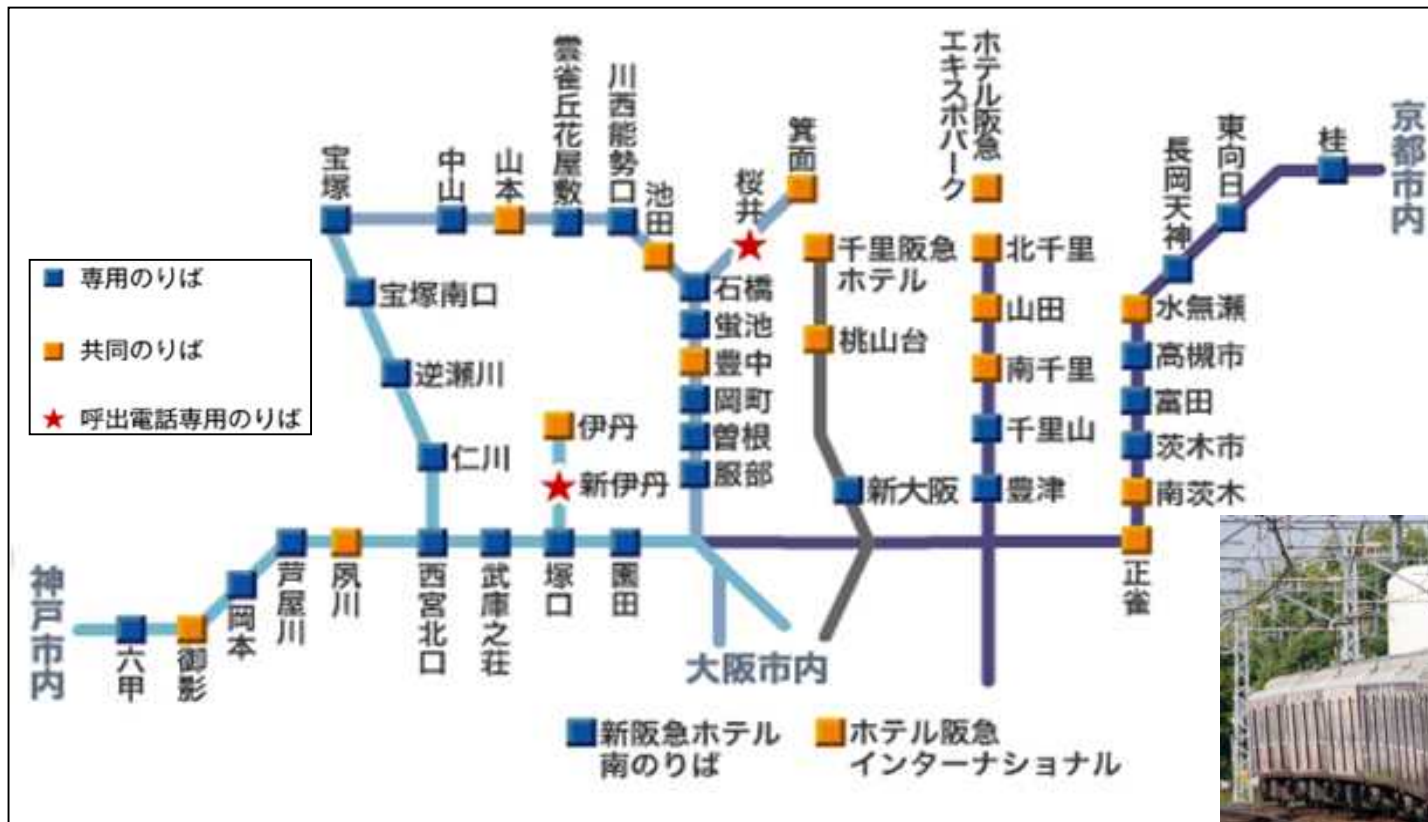 雲雀丘花屋敷
川西能勢口
ホテル阪急
エキスポパーク
宝塚
中山
山本
池田
桜井
箕面
長岡天神
東向日
桂
京都市内
専用のりば
共同のりば
呼出電話専用のりば
宝塚南口
逆瀬川
仁川
伊丹
新伊丹
石橋
蛍池
豊中
岡町
曽根
服部
千里阪急
ホテル
桃山台
新大阪
北千里
山田
南千里
千里山
豊津
水無瀬
高槻市
富田
茨木市
南茨木
正雀
神戸市内
六甲
御影
岡本
芦屋川
夙川
西宮北口
武庫之荘
塚口
園田
大阪市内
新阪急ホテル
南のりば
ホテル阪急
インターナショナル